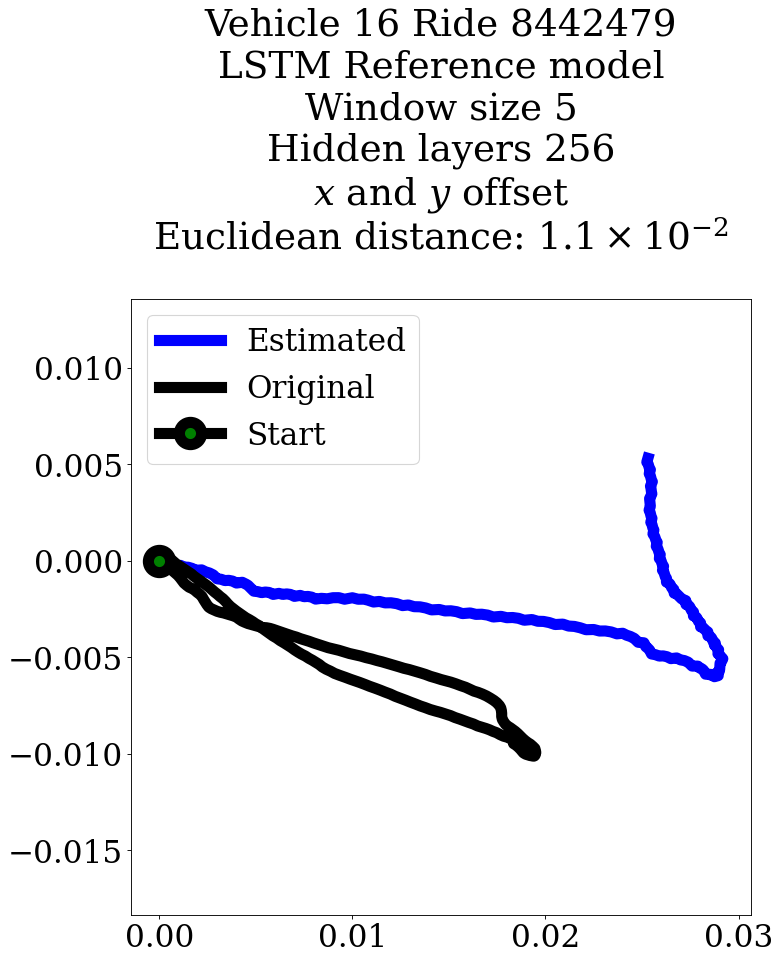 Vehicle 16 Ride 8442479
LSTM Reference model
Window size 5
Hidden layers 256
x and y offset
Euclidean distance: 1.1 × 10⁻²
Estimated
Original
Start
0.010
0.005
0.000
−0.005
−0.010
−0.015
0.00 0.01 0.02 0.03